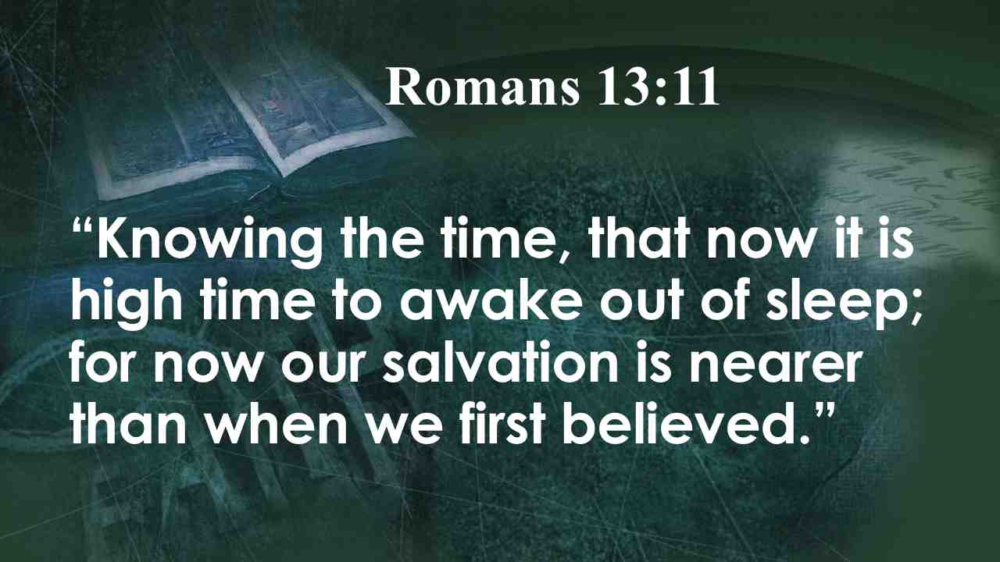 Romans 13:11
“Knowing the time, that now it is
high time to awake out of sleep;
for now our salvation is nearer
than when we first believed.”